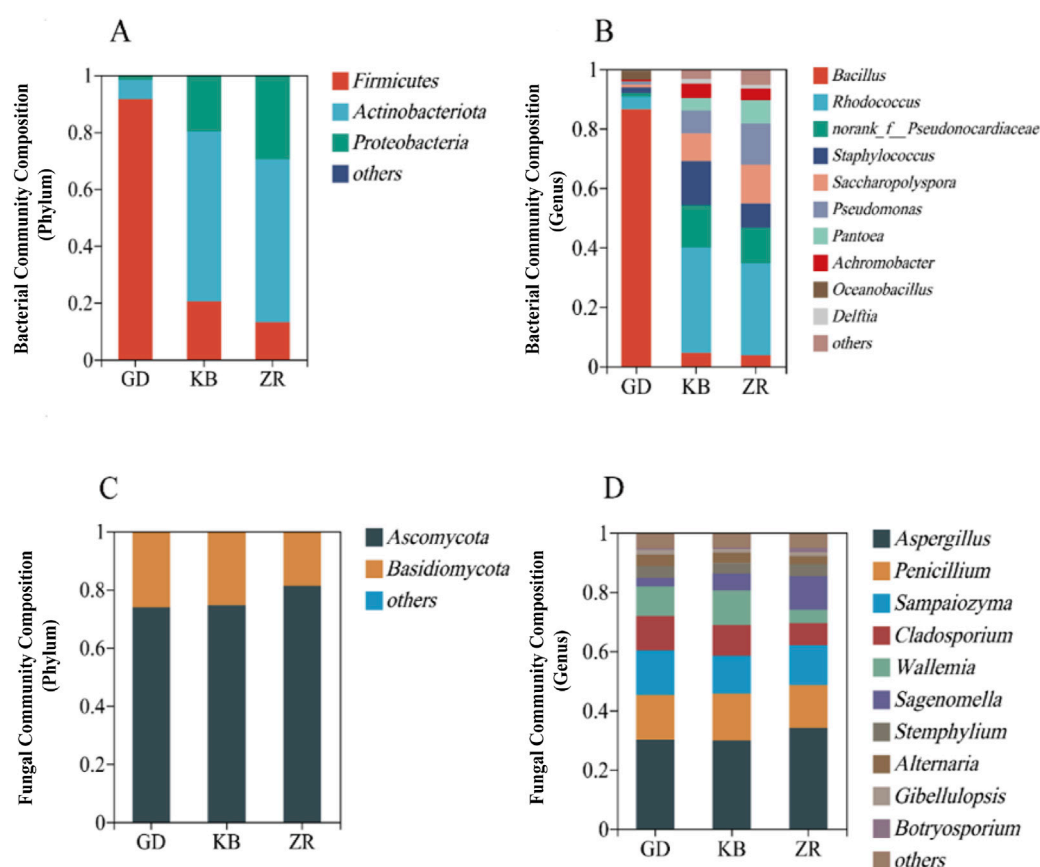 A
Bacterial Community Composition
(Phylum)
1
0.8
0.6
0.4
0.2
0
GD KB ZR
Firmicutes
Actinobacteriota
Proteobacteria
others
B
Bacterial Community Composition
(Genus)
1
0.8
0.6
0.4
0.2
0
GD KB ZR
Bacillus
Rhodococcus
norank_f__Pseudonocardiaceae
Staphylococcus
Saccharopolyspora
Pseudomonas
Pantoea
Achromobacter
Oceanobacillus
Delftia
others
C
Fungal Community Composition
(Phylum)
1
0.8
0.6
0.4
0.2
0
GD KB ZR
Ascomycota
Basidiomycota
others
D
Fungal Community Composition
(Genus)
1
0.8
0.6
0.4
0.2
0
GD KB ZR
Aspergillus
Penicillium
Sampaiozyma
Cladosporium
Wallemia
Sagenomella
Stemphylium
Alternaria
Gibellulopsis
Botryosporium
others